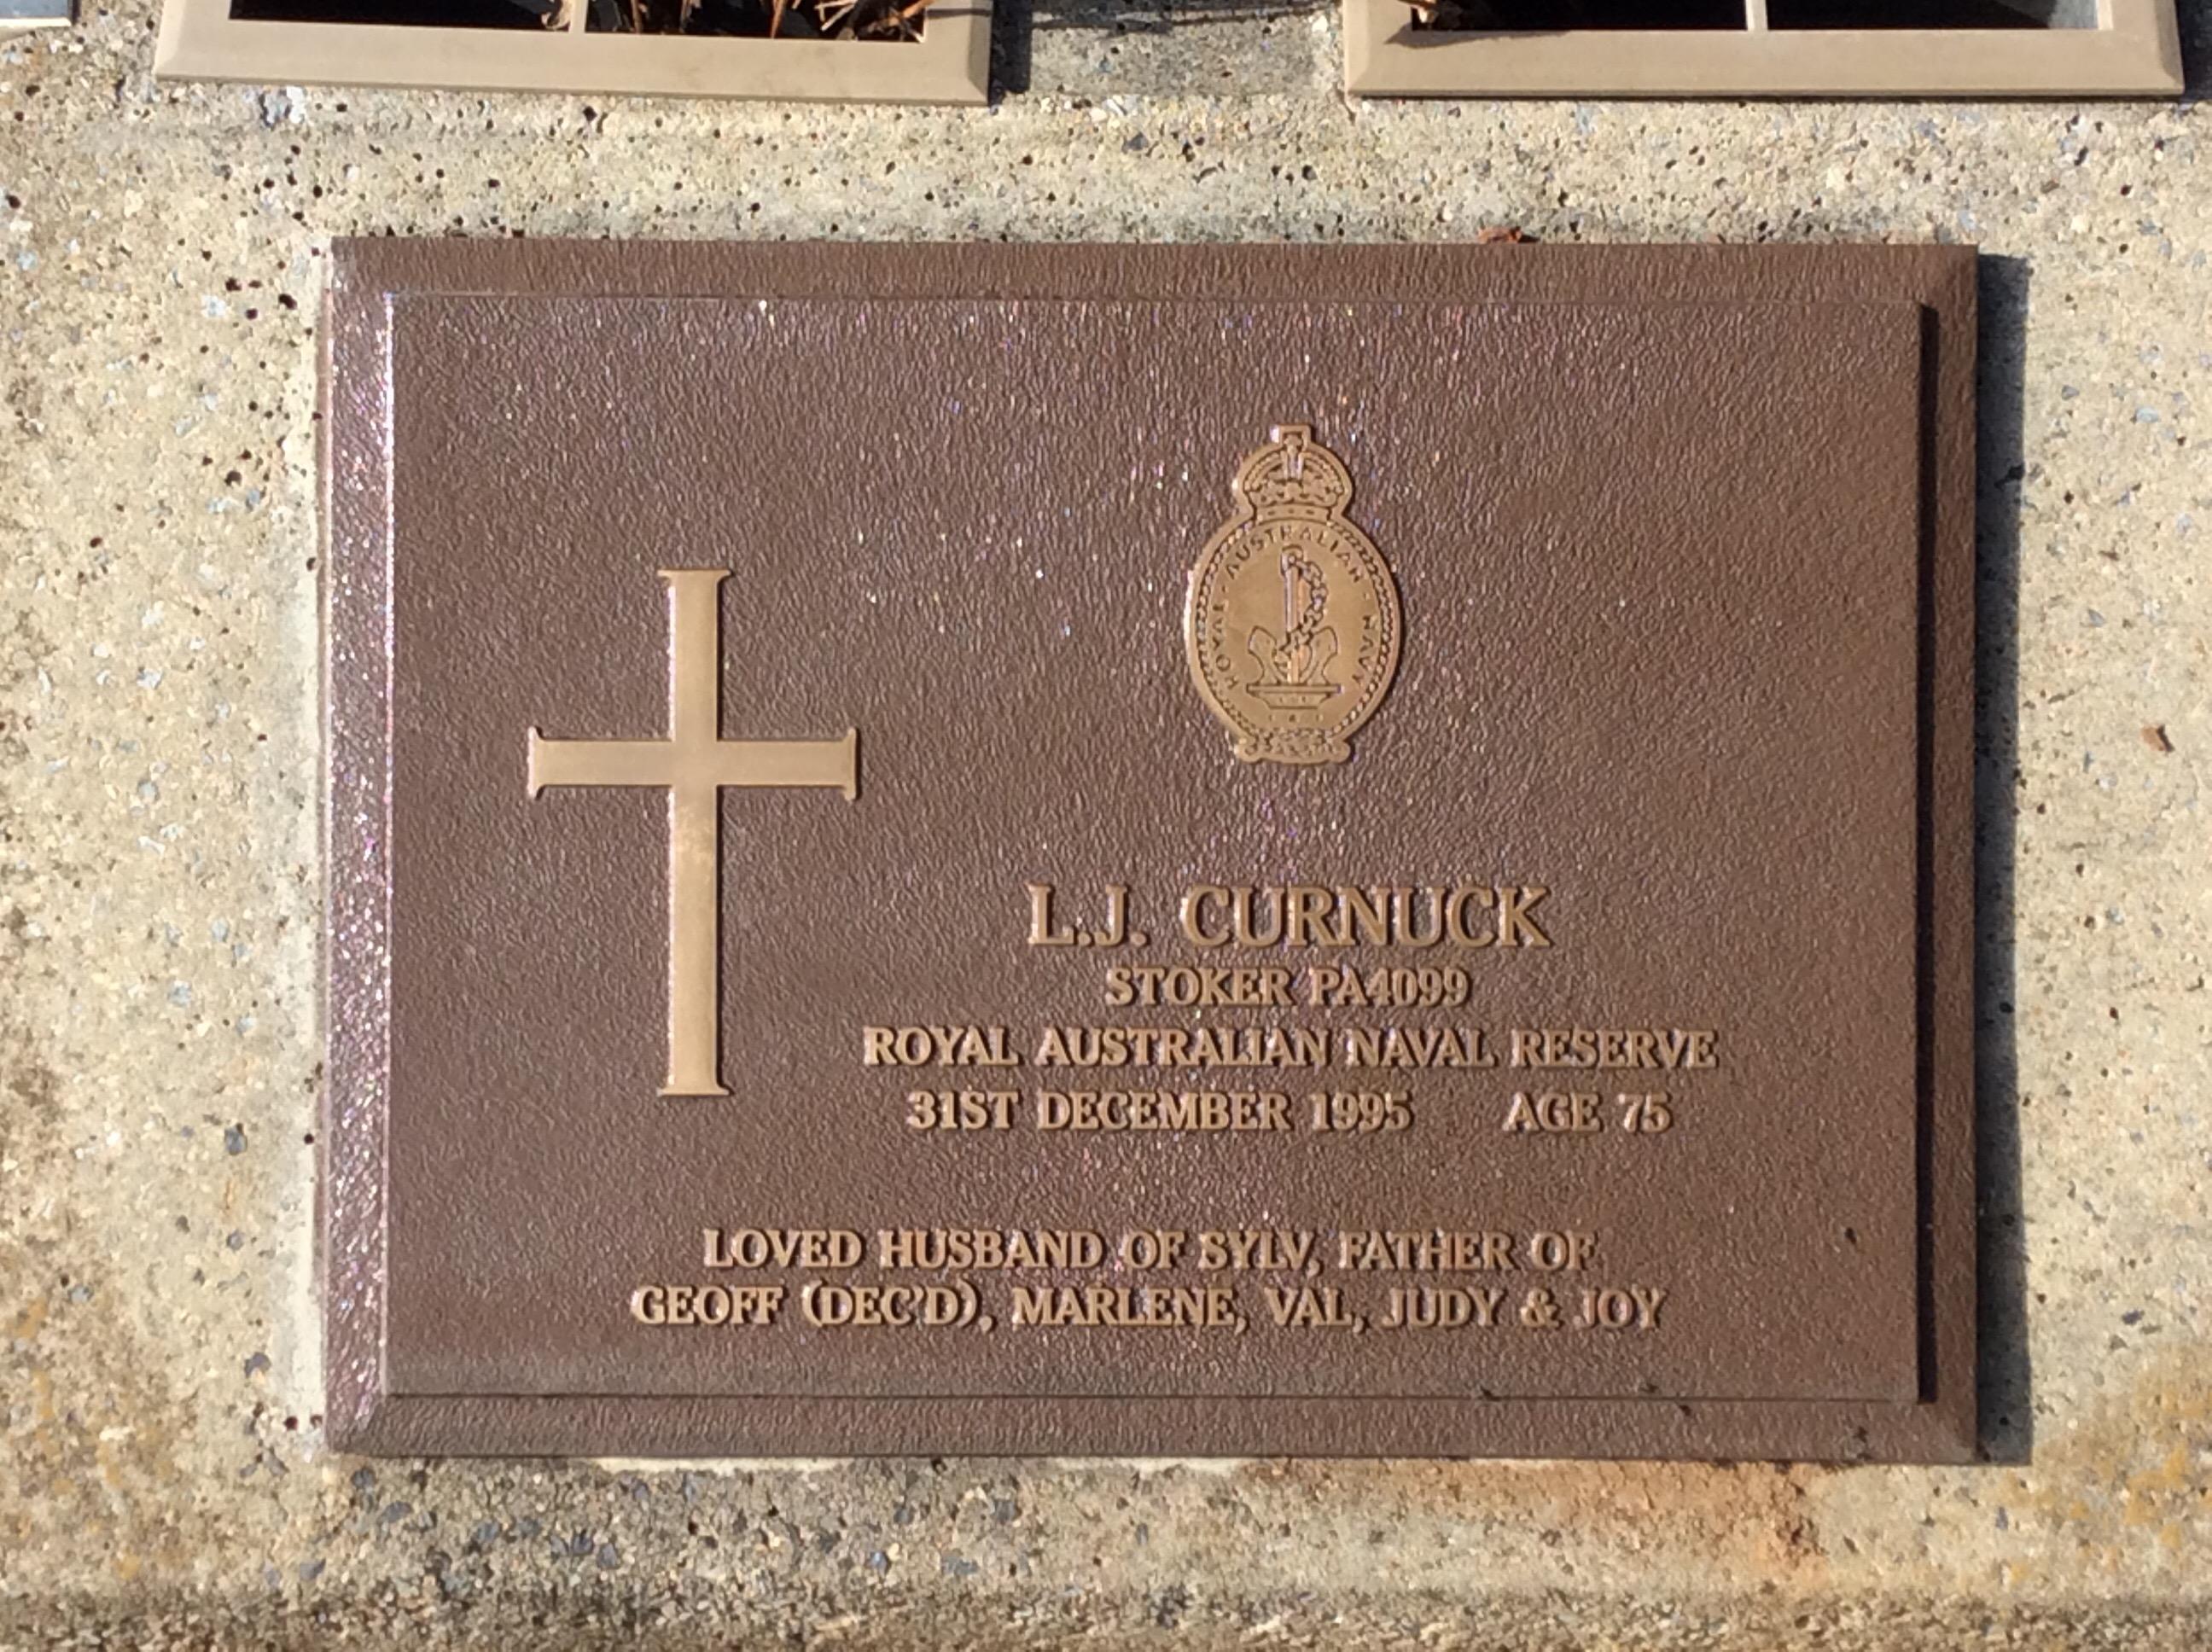 ROYAL · AUSTRALIAN · NAVY
L.J. CURNUCK
STOKER PA4099
ROYAL AUSTRALIAN NAVAL RESERVE
31ST DECEMBER 1995 AGE 75
LOVED HUSBAND OF SYLV, FATHER OF
GEOFF (DEC'D), MARLENE, VAL, JUDY & JOY